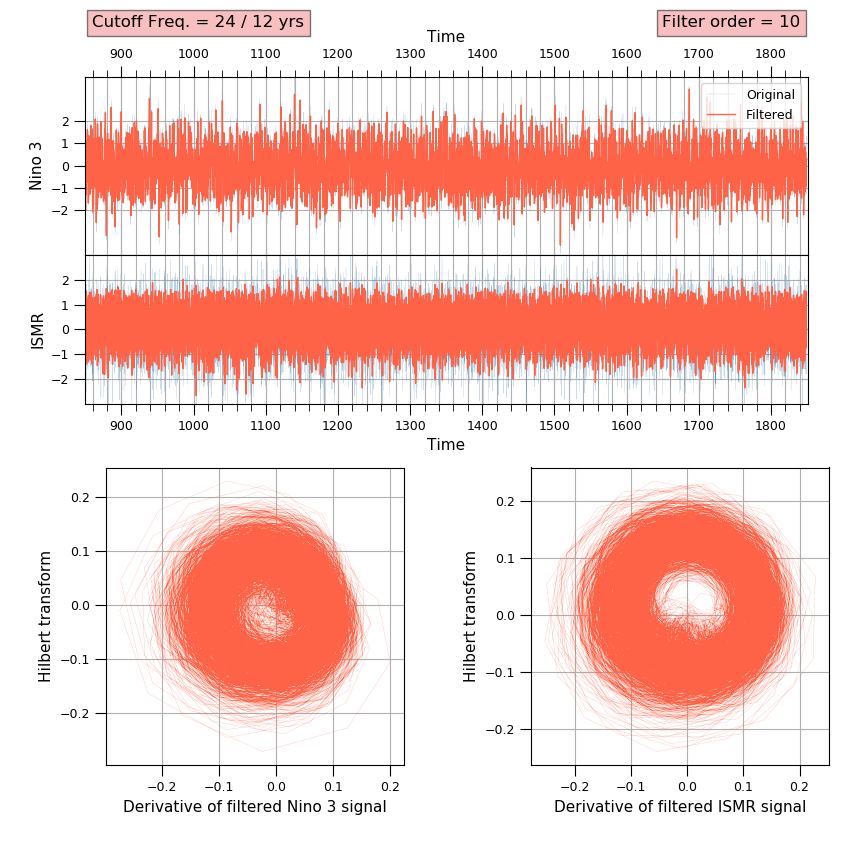 Cutoff Freq. = 24 / 12 yrs Filter order = 10
Time
900 1000 1100 1200 1300 1400 1500 1600 1700 1800
Original
Filtered
Nino 3
2
1
0
−1
−2
ISMR
2
1
0
−1
−2
900 1000 1100 1200 1300 1400 1500 1600 1700 1800
Time
Hilbert transform
0.2
0.1
0.0
−0.1
−0.2
−0.2 −0.1 0.0 0.1 0.2
Derivative of filtered Nino 3 signal
Hilbert transform
0.2
0.1
0.0
−0.1
−0.2
−0.2 −0.1 0.0 0.1 0.2
Derivative of filtered ISMR signal